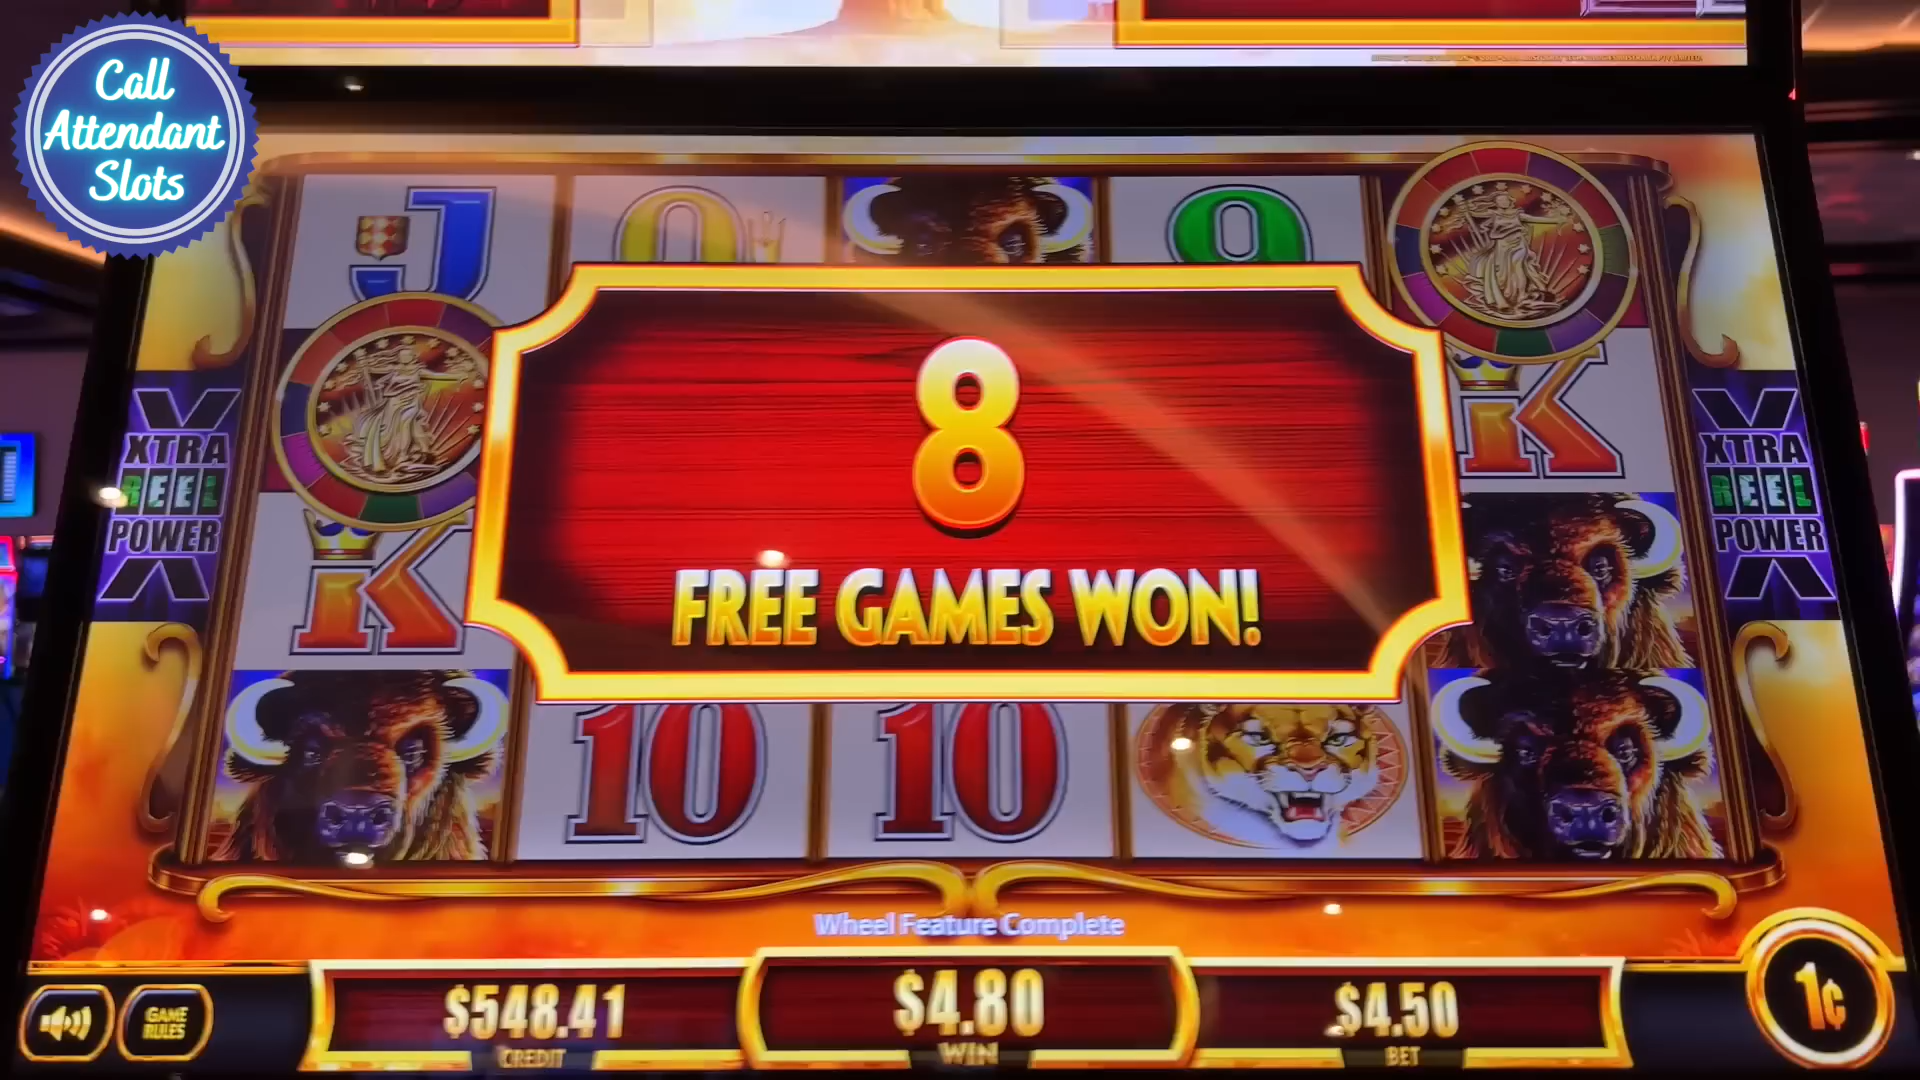 Call
Attendant
Slots
J
Q
Q
8
FREE GAMES WON!
K
K
XTRA
REEL
POWER
XTRA
REEL
POWER
10
10
Wheel Feature Complete
GAME
RULES
$548.41
CREDIT
$4.80
WIN
$4.50
BET
1¢